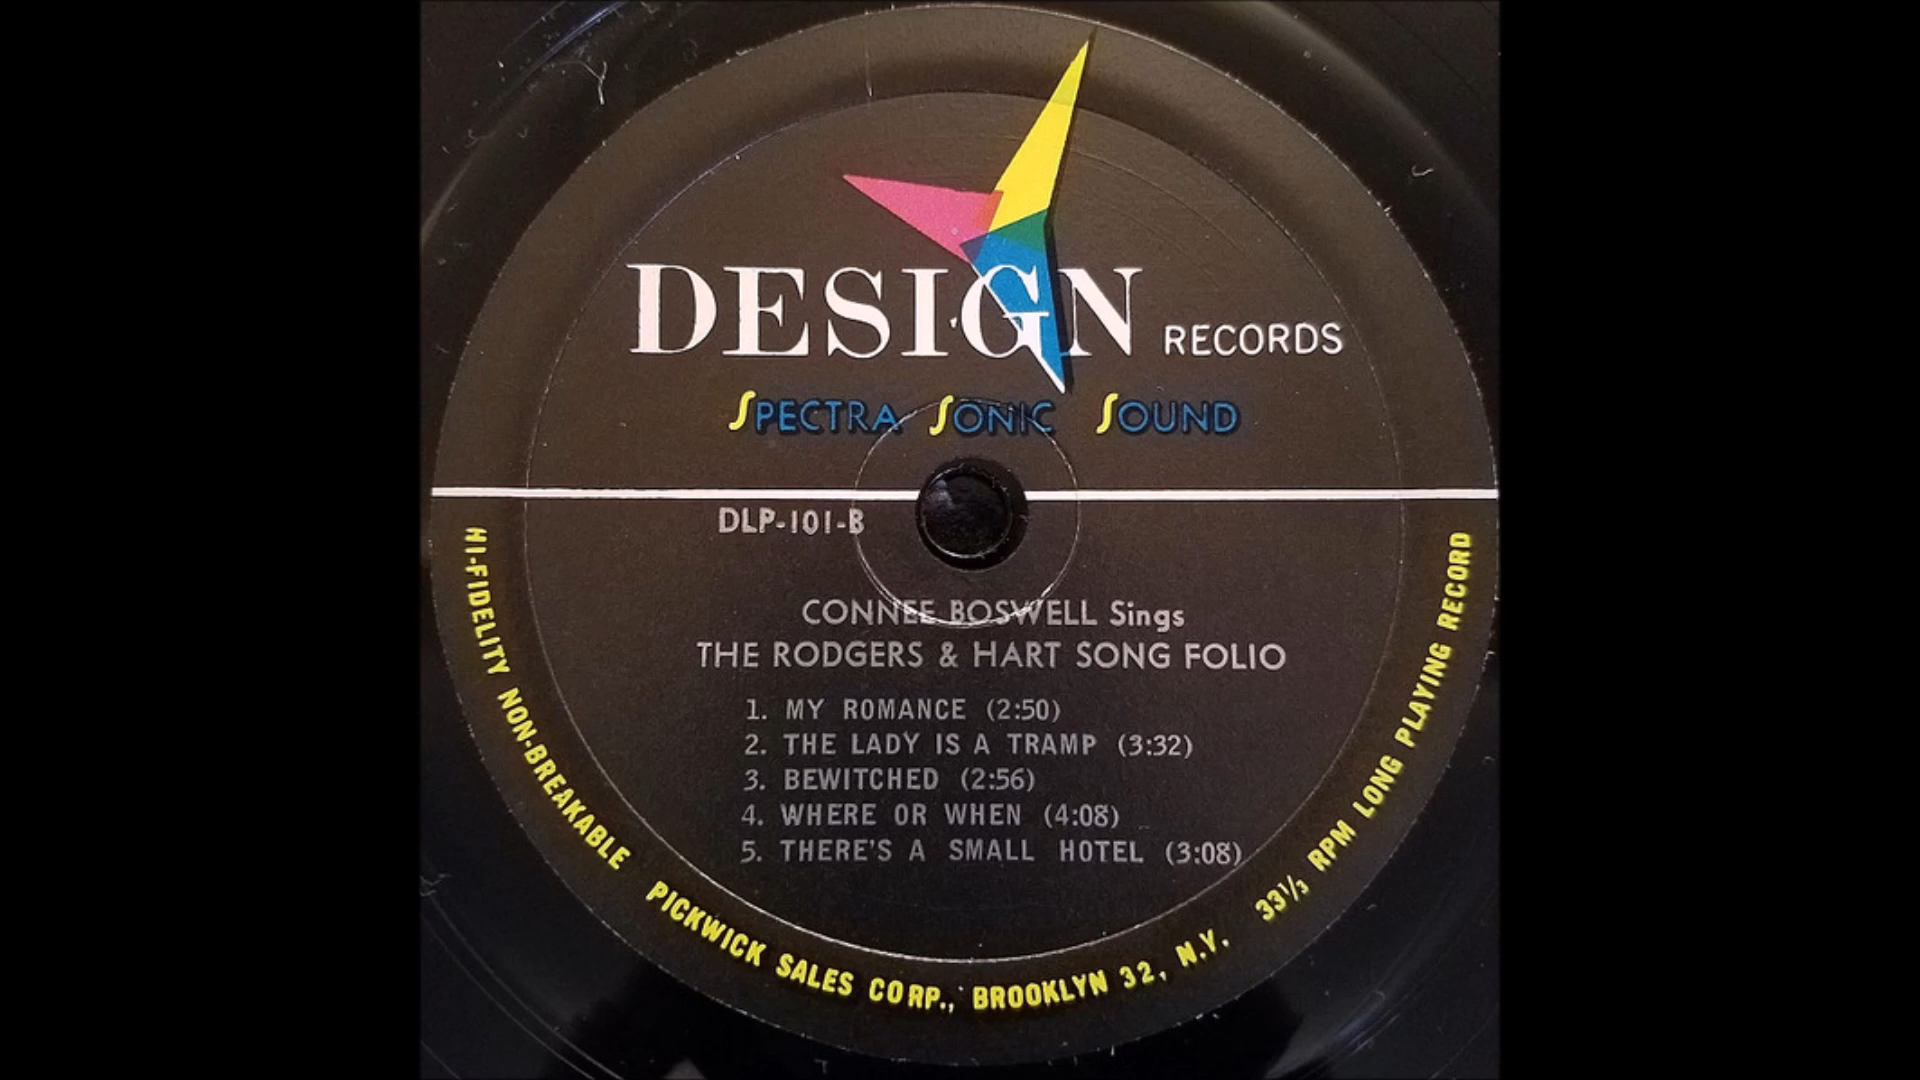 DESIGN RECORDS
SPECTRA SONIC SOUND
DLP-101-B
CONNEE BOSWELL Sings
THE RODGERS & HART SONG FOLIO
1. MY ROMANCE (2:50)
2. THE LADY IS A TRAMP (3:32)
3. BEWITCHED (2:56)
4. WHERE OR WHEN (4:08)
5. THERE'S A SMALL HOTEL (3:08)
HI-FIDELITY NON-BREAKABLE PICKWICK SALES CORP., BROOKLYN 32, N.Y. 33⅓ RPM LONG PLAYING RECORD